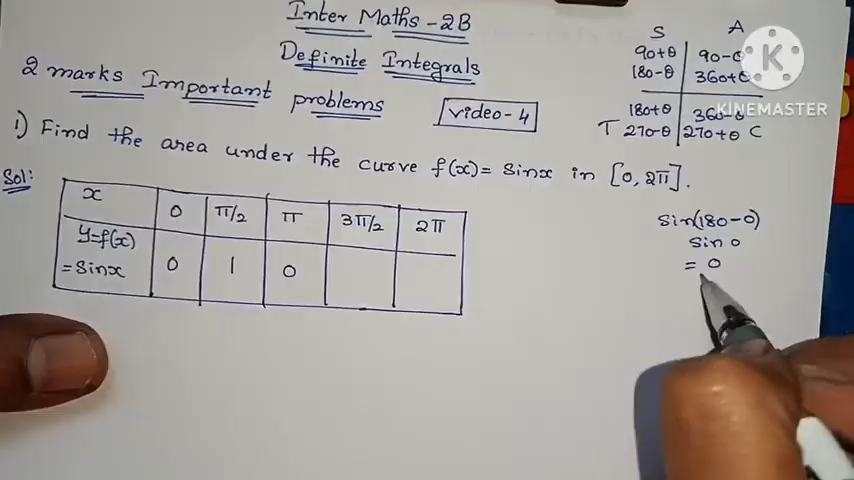 Inter Maths - 2B
Definite Integrals
2 marks Important problems
video - 4
S A
90+θ 90-θ
180-θ 360+θ
180+θ 360-θ
T 270-θ 270+θ C
KINEMASTER
1) Find the area under the curve f(x) = sinx in [0, 2π].
Sol:
x 0 π/2 π 3π/2 2π
y=f(x)
=sinx 0 1 0
sin(180-0)
sin 0
= 0